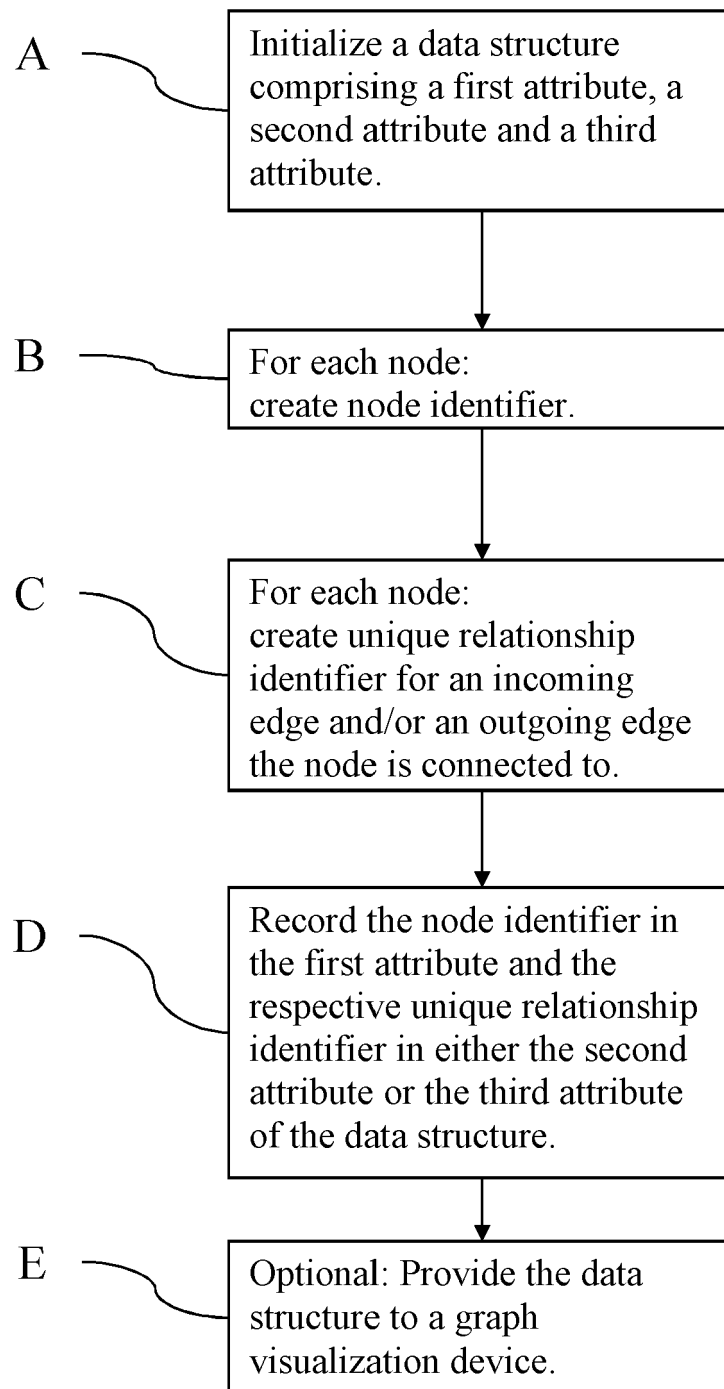 A
Initialize a data structure
comprising a first attribute, a
second attribute and a third
attribute.
B
For each node:
create node identifier.
C
For each node:
create unique relationship
identifier for an incoming
edge and/or an outgoing edge
the node is connected to.
D
Record the node identifier in
the first attribute and the
respective unique relationship
identifier in either the second
attribute or the third attribute
of the data structure.
E
Optional: Provide the data
structure to a graph
visualization device.